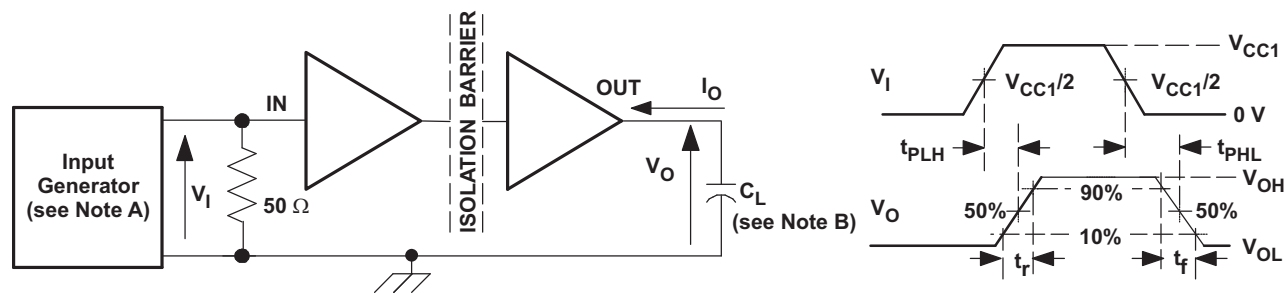 Input
Generator
(see Note A)
V_I
50 Ω
IN
ISOLATION BARRIER
OUT
I_O
V_O
C_L
(see Note B)
V_I
V_CC1/2
V_CC1/2
V_CC1
0 V
t_PLH
t_PHL
V_O
50%
90%
10%
50%
V_OH
V_OL
t_r
t_f